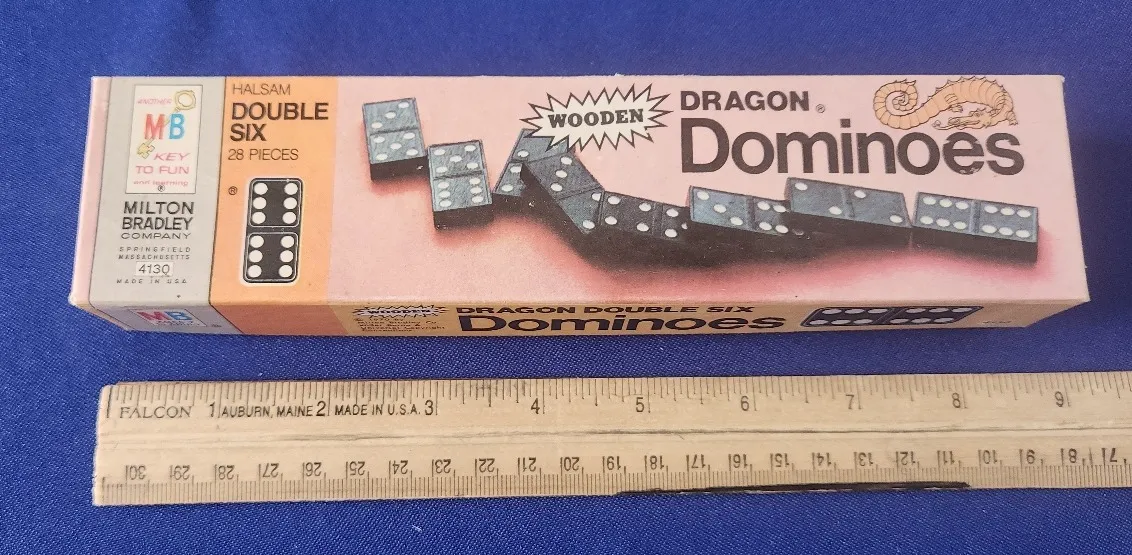 ANOTHER
MB
KEY
TO FUN
and learning
®
MILTON
BRADLEY
COMPANY
SPRINGFIELD
MASSACHUSETTS
4130
MADE IN U.S.A.
HALSAM
DOUBLE
SIX
28 PIECES
®
WOODEN
DRAGON®
Dominoes
MB
WOODEN
DRAGON DOUBLE SIX
Dominoes
FALCON 1 AUBURN, MAINE 2 MADE IN U.S.A. 3 4 5 6 7 8 9
30 29 28 27 26 25 24 23 22 21 20 19 18 17 16 15 14 13 12 11 10 9 8 7